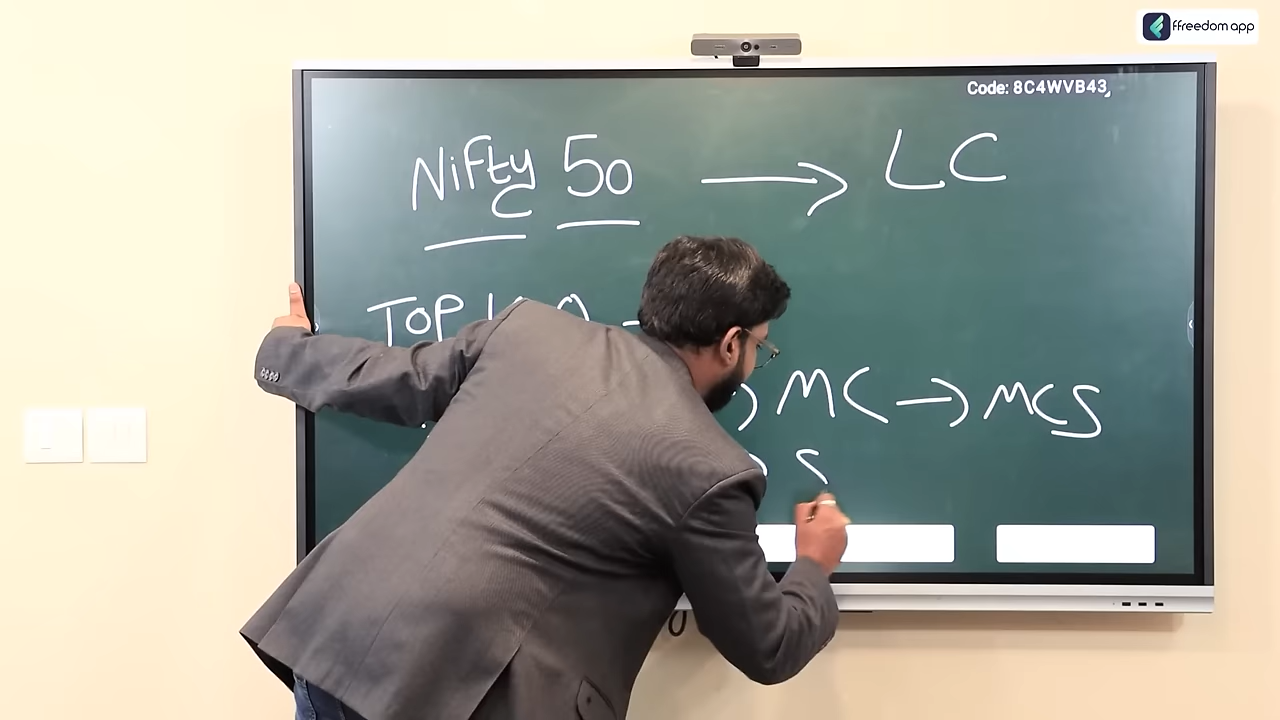 ffreedom app
Code: 8C4WVB43
Nifty 50 → LC
C
TOP
→ MC → MCS
S